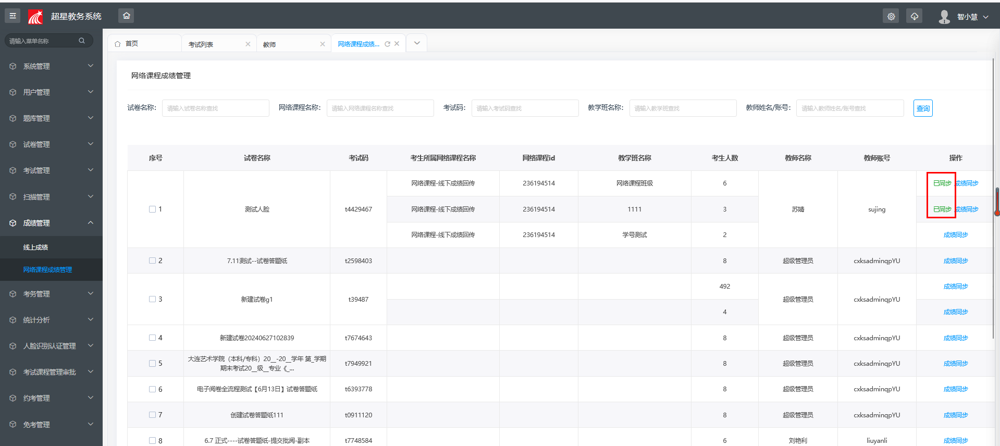 超星教务系统
智小慧
请输入菜单名称
首页
考试列表
教师
网络课程成绩...
系统管理
用户管理
题库管理
试卷管理
考试管理
扫描管理
成绩管理
线上成绩
网络课程成绩管理
考务管理
统计分析
人脸识别认证管理
考试课程管理审批
约考管理
免考管理
网络课程成绩管理
试卷名称: 请输入试卷名称查找 网络课程名称: 请输入网络课程名称查找 考试码: 请输入考试码查找 教学班名称: 请输入教学班查找 教师姓名/账号: 请输入教师姓名/账号查找 查询
序号 试卷名称 考试码 考生所属网络课程名称 网络课程id 教学班名称 考生人数 教师名称 教师账号 操作
网络课程-线下成绩回传 236194514 网络课程班级 6 已同步 成绩同步
1 测试人脸 t4429467 网络课程-线下成绩回传 236194514 1111 3 苏婧 sujing 已同步 成绩同步
网络课程-线下成绩回传 236194514 学号测试 2 成绩同步
2 7.11测试--试卷答题纸 t2598403 8 超级管理员 cxksadminqpYU 成绩同步
492 成绩同步
3 新建试卷g1 t39487 超级管理员 cxksadminqpYU
4 成绩同步
4 新建试卷20240627102839 t7674643 8 超级管理员 cxksadminqpYU 成绩同步
5 大连艺术学院（本科/专科）20__-20__学年 第_学期
期末考试20__级__专业《_... t7949921 8 超级管理员 cxksadminqpYU 成绩同步
6 电子阅卷全流程测试【6月13日】试卷答题纸 t6393778 8 超级管理员 cxksadminqpYU 成绩同步
7 创建试卷答题纸111 t0911120 8 超级管理员 cxksadminqpYU 成绩同步
8 6.7 正式----试卷答题纸-提交批阅-副本 t7748584 6 刘艳利 liuyanli 成绩同步